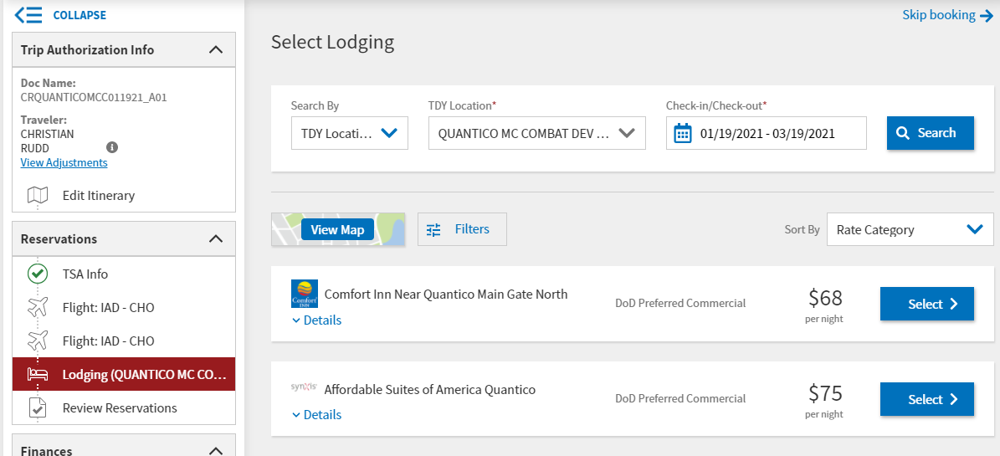 COLLAPSE
Trip Authorization Info
Doc Name:
CRQUANTICOMCC011921_A01
Traveler:
CHRISTIAN
RUDD
View Adjustments
Edit Itinerary
Reservations
TSA Info
Flight: IAD - CHO
Flight: IAD - CHO
Lodging (QUANTICO MC CO...
Review Reservations
Finances
Skip booking
Select Lodging
Search By
TDY Locati...
TDY Location*
QUANTICO MC COMBAT DEV ...
Check-in/Check-out*
01/19/2021 - 03/19/2021
Search
View Map
Filters
Sort By
Rate Category
Comfort INN
Comfort Inn Near Quantico Main Gate North
Details
DoD Preferred Commercial
$68
per night
Select
synxis
Affordable Suites of America Quantico
Details
DoD Preferred Commercial
$75
per night
Select